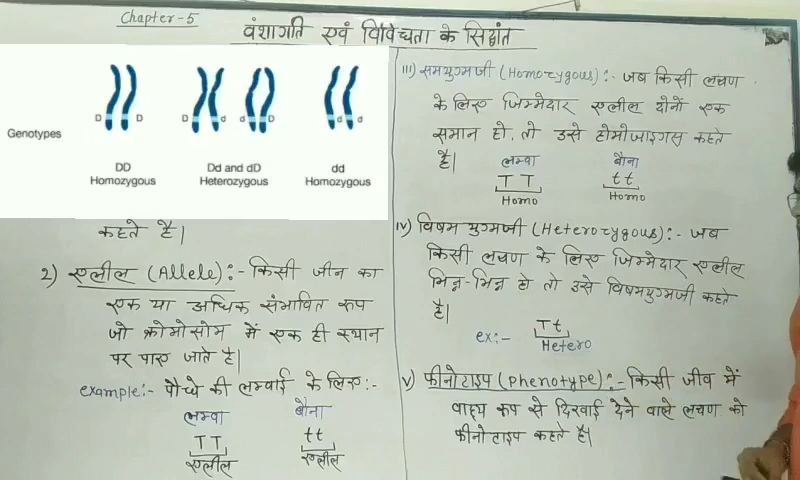 Chapter-5
वंशागति एवं विविधता के सिद्धांत
Genotypes
D D D d d D d d
DD Dd and dD dd
Homozygous Heterozygous Homozygous
कहते है।
2) एलील (Allele):- किसी जीन का
एक या अधिक संभावित रूप
जो क्रोमोसोम में एक ही स्थान
पर पाए जाते है।
example:- पौधे की लम्बाई के लिए:-
लम्बा बौना
TT tt
एलील एलील
iii) समयुग्मजी (Homozygous):- जब किसी लक्षण
के लिए जिम्मेदार एलील दोनों एक
समान हो, तो उसे होमोजाइगस कहते
है।
लम्बा बौना
TT tt
Homo Homo
iv) विषम युग्मजी (Heterozygous):- जब
किसी लक्षण के लिए जिम्मेदार एलील
भिन्न-भिन्न हो तो उसे विषमयुग्मजी कहते
है।
ex:- Tt
Hetero
v) फीनोटाइप (Phenotype):- किसी जीव में
वाह्य रूप से दिखाई देने वाले लक्षण को
फीनोटाइप कहते है।